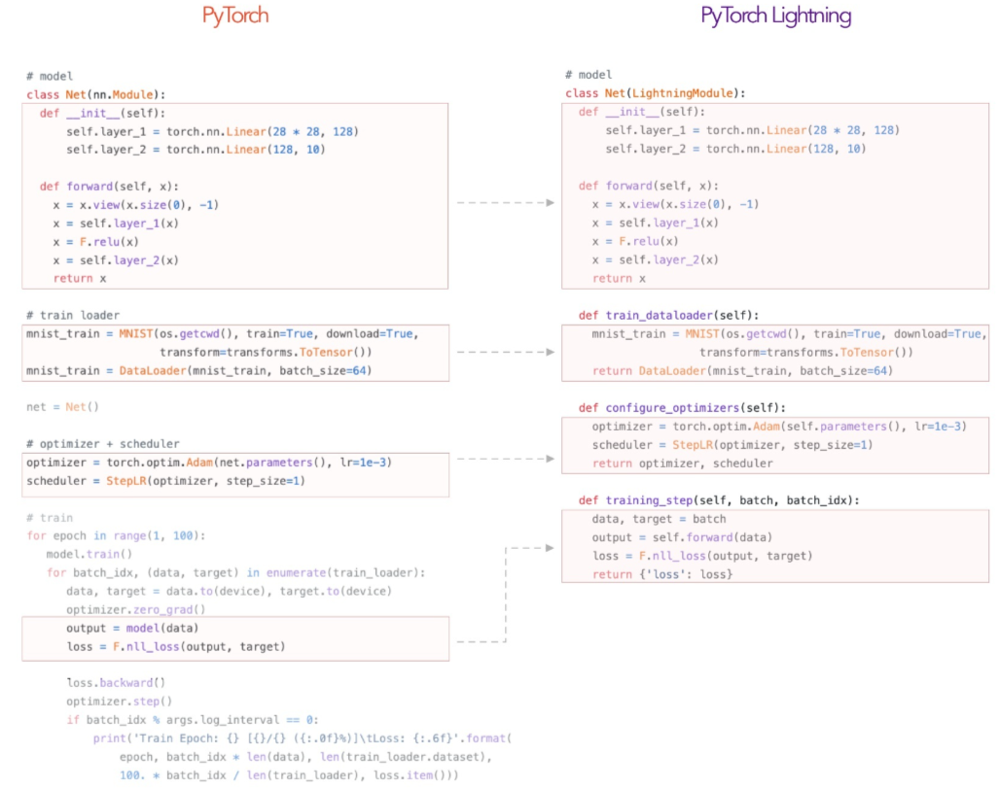 PyTorch
# model
class Net(nn.Module):
def __init__(self):
self.layer_1 = torch.nn.Linear(28 * 28, 128)
self.layer_2 = torch.nn.Linear(128, 10)
def forward(self, x):
x = x.view(x.size(0), -1)
x = self.layer_1(x)
x = F.relu(x)
x = self.layer_2(x)
return x
# train loader
mnist_train = MNIST(os.getcwd(), train=True, download=True,
transform=transforms.ToTensor())
mnist_train = DataLoader(mnist_train, batch_size=64)
net = Net()
# optimizer + scheduler
optimizer = torch.optim.Adam(net.parameters(), lr=1e-3)
scheduler = StepLR(optimizer, step_size=1)
# train
for epoch in range(1, 100):
model.train()
for batch_idx, (data, target) in enumerate(train_loader):
data, target = data.to(device), target.to(device)
optimizer.zero_grad()
output = model(data)
loss = F.nll_loss(output, target)
loss.backward()
optimizer.step()
if batch_idx % args.log_interval == 0:
print('Train Epoch: {} [{}/{} ({:.0f}%)]\tLoss: {:.6f}'.format(
epoch, batch_idx * len(data), len(train_loader.dataset),
100. * batch_idx / len(train_loader), loss.item()))
PyTorch Lightning
# model
class Net(LightningModule):
def __init__(self):
self.layer_1 = torch.nn.Linear(28 * 28, 128)
self.layer_2 = torch.nn.Linear(128, 10)
def forward(self, x):
x = x.view(x.size(0), -1)
x = self.layer_1(x)
x = F.relu(x)
x = self.layer_2(x)
return x
def train_dataloader(self):
mnist_train = MNIST(os.getcwd(), train=True, download=True,
transform=transforms.ToTensor())
return DataLoader(mnist_train, batch_size=64)
def configure_optimizers(self):
optimizer = torch.optim.Adam(self.parameters(), lr=1e-3)
scheduler = StepLR(optimizer, step_size=1)
return optimizer, scheduler
def training_step(self, batch, batch_idx):
data, target = batch
output = self.forward(data)
loss = F.nll_loss(output, target)
return {'loss': loss}